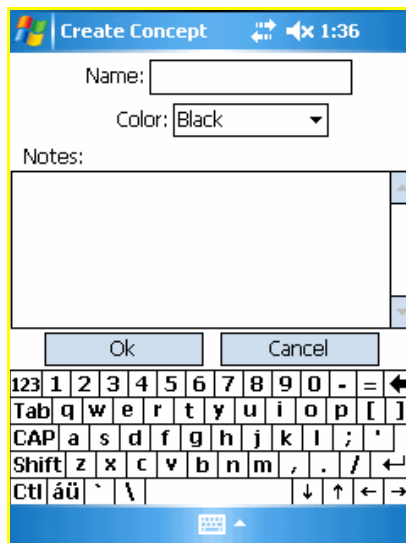 Create Concept 1:36
Name:
Color: Black
Notes:
Ok Cancel
123 1 2 3 4 5 6 7 8 9 0 - =
Tab q w e r t y u i o p [ ]
CAP a s d f g h j k l ; '
Shift z x c v b n m , . /
Ctl áü ` \